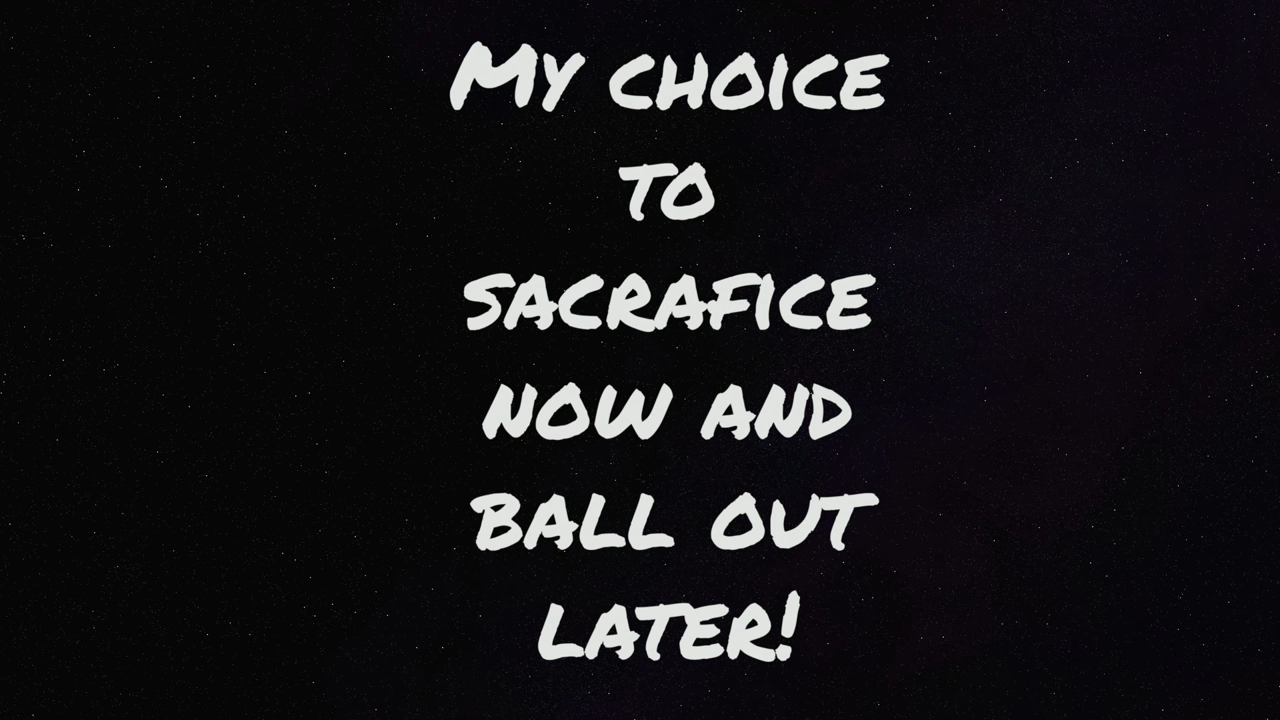 My choice
to
sacrafice
now and
ball out
later!